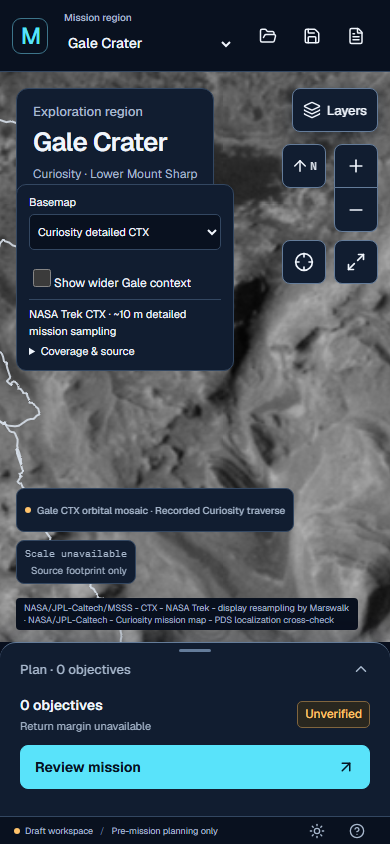 M
Mission region
Gale Crater
Exploration region
Gale Crater
Curiosity · Lower Mount Sharp
Layers
N
Basemap
Curiosity detailed CTX
Show wider Gale context
NASA Trek CTX · ~10 m detailed
mission sampling
Coverage & source
Gale CTX orbital mosaic · Recorded Curiosity traverse
Scale unavailable
Source footprint only
NASA/JPL-Caltech/MSSS - CTX - NASA Trek - display resampling by Marswalk
· NASA/JPL-Caltech - Curiosity mission map - PDS localization cross-check
Plan · 0 objectives
0 objectives
Return margin unavailable
Unverified
Review mission
Draft workspace / Pre-mission planning only